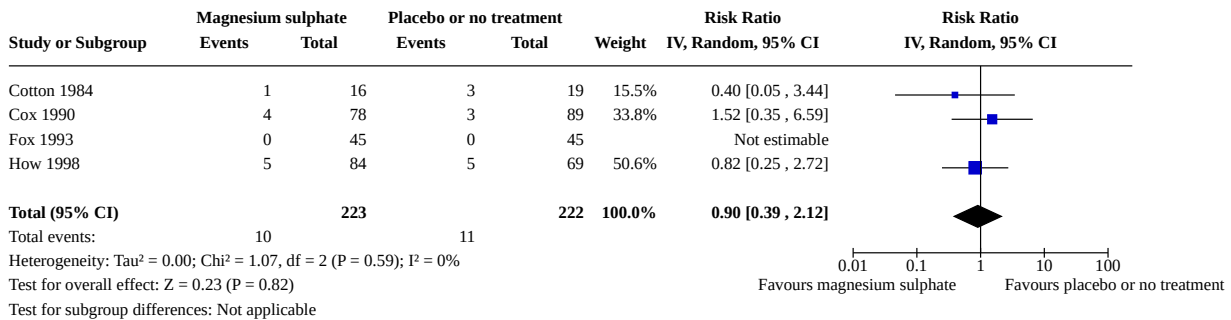 Magnesium sulphate Placebo or no treatment Risk Ratio Risk Ratio
Study or Subgroup Events Total Events Total Weight IV, Random, 95% CI IV, Random, 95% CI
Cotton 1984 1 16 3 19 15.5% 0.40 [0.05 , 3.44]
Cox 1990 4 78 3 89 33.8% 1.52 [0.35 , 6.59]
Fox 1993 0 45 0 45 Not estimable
How 1998 5 84 5 69 50.6% 0.82 [0.25 , 2.72]
Total (95% CI) 223 222 100.0% 0.90 [0.39 , 2.12]
Total events: 10 11
Heterogeneity: Tau² = 0.00; Chi² = 1.07, df = 2 (P = 0.59); I² = 0%
0.01 0.1 1 10 100
Test for overall effect: Z = 0.23 (P = 0.82) Favours magnesium sulphate Favours placebo or no treatment
Test for subgroup differences: Not applicable